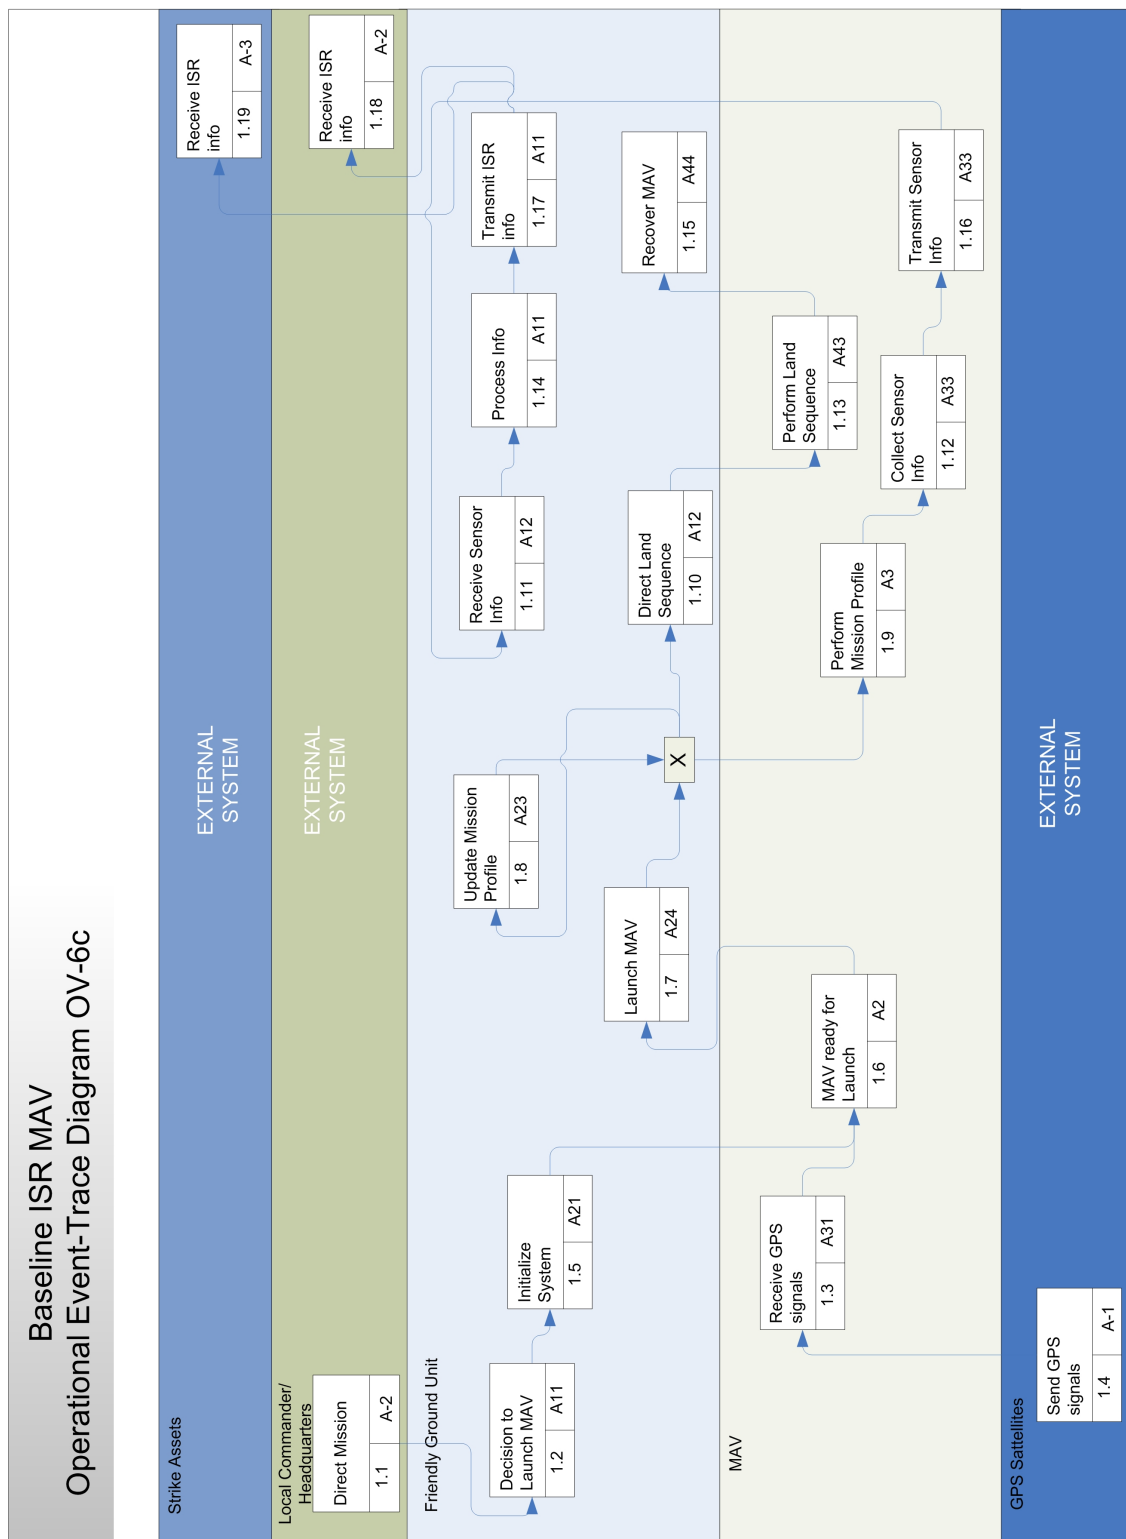 Baseline ISR MAV
Operational Event-Trace Diagram OV-6c
Strike Assets
EXTERNAL
SYSTEM
Receive ISR
info
1.19
A-3
Local Commander/
Headquarters
Direct Mission
1.1
A-2
EXTERNAL
SYSTEM
Receive ISR
info
1.18
A-2
Friendly Ground Unit
Decision to
Launch MAV
1.2
A11
Initialize
System
1.5
A21
Launch MAV
1.7
A24
Update Mission
Profile
1.8
A23
X
Receive Sensor
Info
1.11
A12
Direct Land
Sequence
1.10
A12
Process Info
1.14
A11
Transmit ISR
info
1.17
A11
Recover MAV
1.15
A44
MAV
Receive GPS
signals
1.3
A31
MAV ready for
Launch
1.6
A2
Perform
Mission Profile
1.9
A3
Perform Land
Sequence
1.13
A43
Collect Sensor
Info
1.12
A33
Transmit Sensor
Info
1.16
A33
GPS Sattellites
Send GPS
signals
1.4
A-1
EXTERNAL
SYSTEM